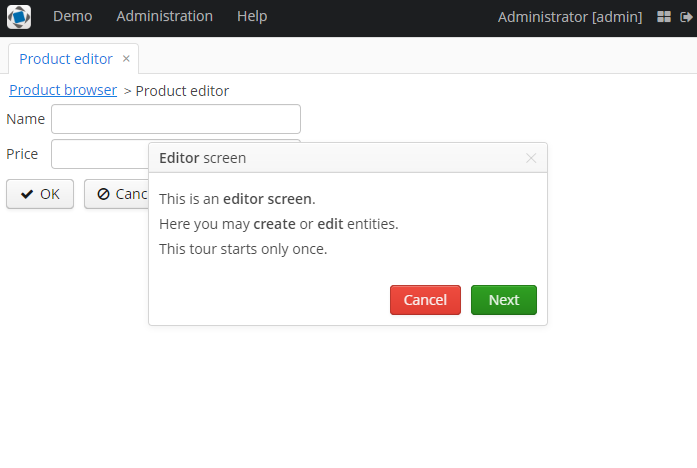 Demo Administration Help Administrator [admin]
Product editor ×
Product browser > Product editor
Name
Price
Editor screen ×
OK Canc
This is an editor screen.
Here you may create or edit entities.
This tour starts only once.
Cancel Next